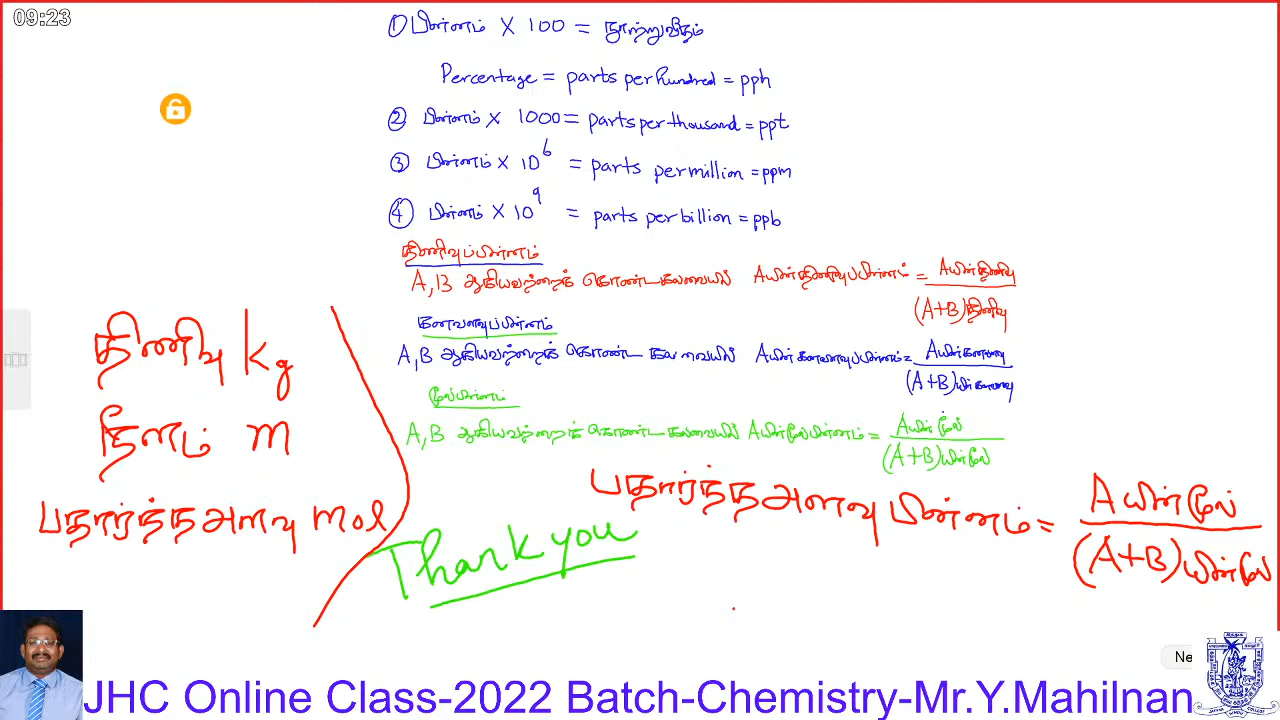 09:23
① பின்னம் X 100 = நூற்றுவீதம்
Percentage = parts per hundred = pph
② பின்னம் X 1000 = parts per thousand = ppt
③ பின்னம் X 10⁶ = parts per million = ppm
④ பின்னம் X 10⁹ = parts per billion = ppb
திணிவுப்பின்னம்
A, B ஆகியவற்றைக் கொண்ட கலவையில் A யின் திணிவுப்பின்னம் = A யின் திணிவு / (A+B) திணிவு
கனவளவுப்பின்னம்
A, B ஆகியவற்றைக் கொண்ட கலவையில் A யின் கனவளவுப்பின்னம் = A யின் கனவளவு / (A+B) யின் கனவளவு
மூல்பின்னம்
A, B ஆகியவற்றைக் கொண்ட கலவையில் A யின் மூல்பின்னம் = A யின் மூல் / (A+B) யின் மூல்
திணிவு kg
நீளம் m
பதார்த்தஅளவு mol
பதார்த்தஅளவு பின்னம் = A யின் மூல் / (A+B) யின் மூல்
Thank you
Ne
JHC Online Class-2022 Batch-Chemistry-Mr.Y.Mahilnan